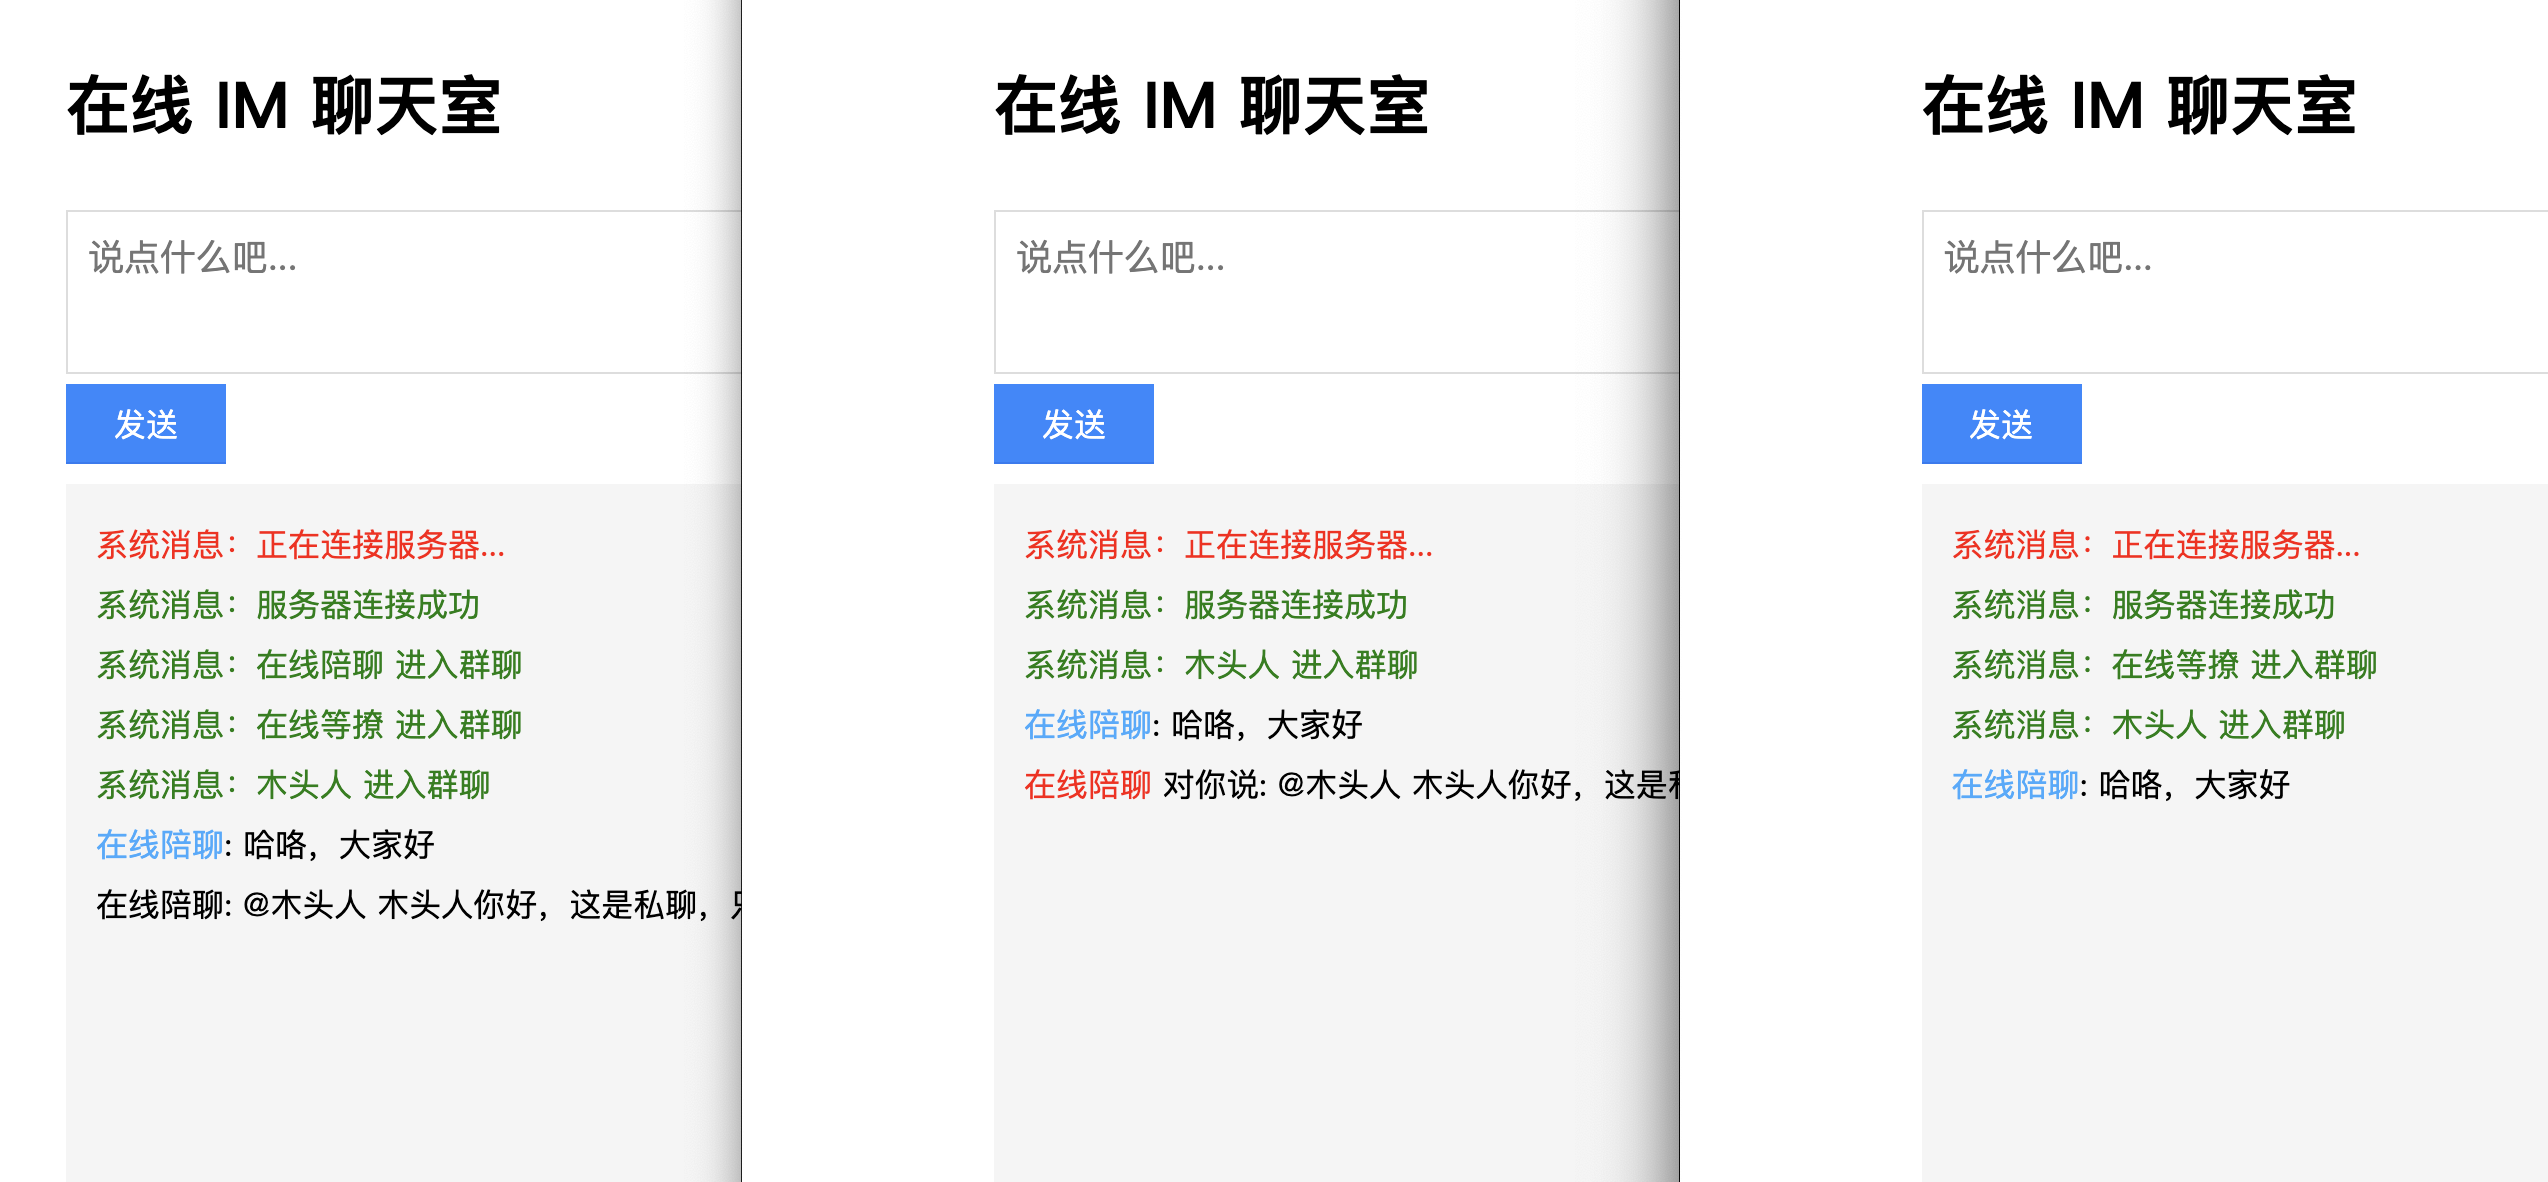 在线 IM 聊天室
说点什么吧...
发送
系统消息：正在连接服务器...
系统消息：服务器连接成功
系统消息：在线陪聊 进入群聊
系统消息：在线等撩 进入群聊
系统消息：木头人 进入群聊
在线陪聊: 哈咯，大家好
在线陪聊: @木头人 木头人你好，这是私聊，
在线 IM 聊天室
说点什么吧...
发送
系统消息：正在连接服务器...
系统消息：服务器连接成功
系统消息：木头人 进入群聊
在线陪聊: 哈咯，大家好
在线陪聊 对你说: @木头人 木头人你好，这是
在线 IM 聊天室
说点什么吧...
发送
系统消息：正在连接服务器...
系统消息：服务器连接成功
系统消息：在线等撩 进入群聊
系统消息：木头人 进入群聊
在线陪聊: 哈咯，大家好